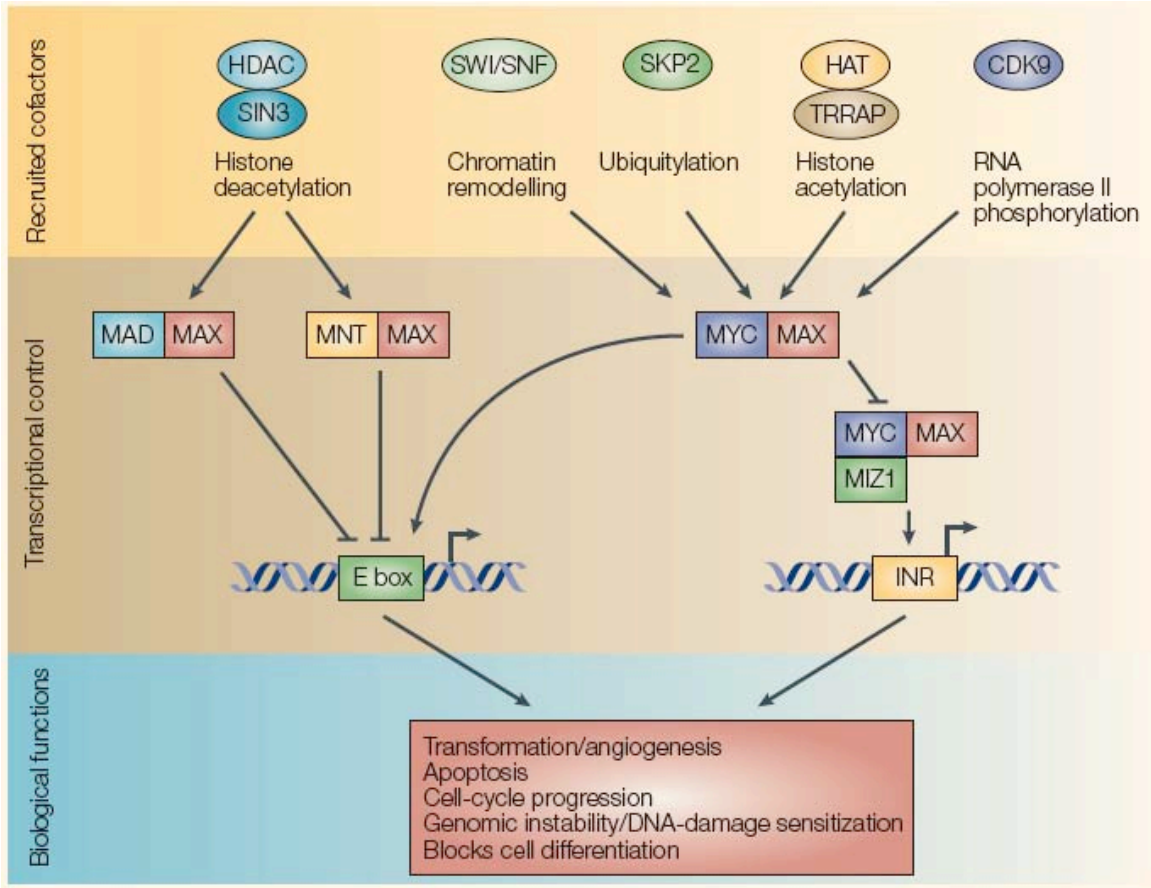 Recruited cofactors
HDAC
SIN3
Histone
deacetylation
SWI/SNF
Chromatin
remodelling
SKP2
Ubiquitylation
HAT
TRRAP
Histone
acetylation
CDK9
RNA
polymerase II
phosphorylation
Transcriptional control
MAD MAX
MNT MAX
MYC MAX
MYC MAX
MIZ1
E box
INR
Biological functions
Transformation/angiogenesis
Apoptosis
Cell-cycle progression
Genomic instability/DNA-damage sensitization
Blocks cell differentiation